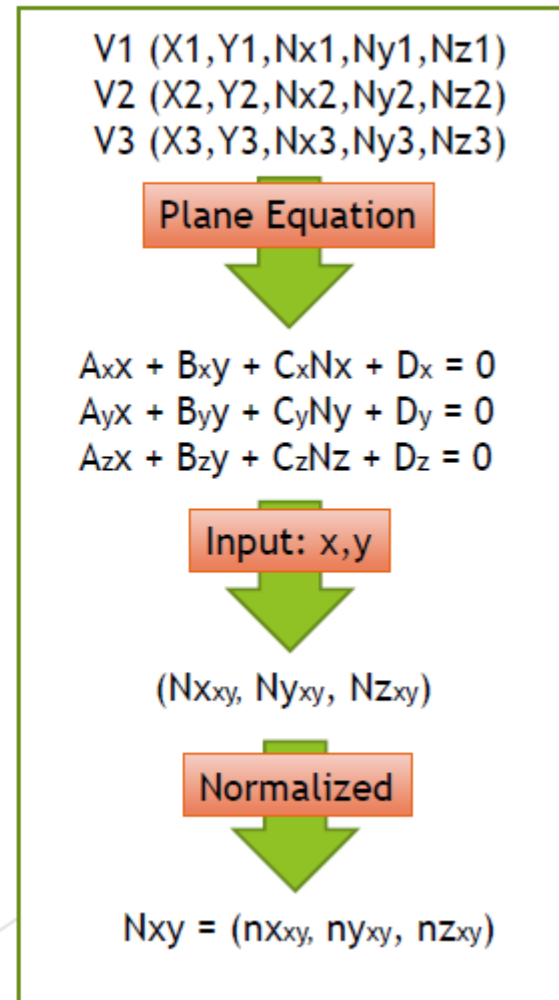 V1 (X1,Y1,Nx1,Ny1,Nz1)
V2 (X2,Y2,Nx2,Ny2,Nz2)
V3 (X3,Y3,Nx3,Ny3,Nz3)
Plane Equation
Axx + Bxy + CxNx + Dx = 0
Ayx + Byy + CyNy + Dy = 0
Azx + Bzy + CzNz + Dz = 0
Input: x,y
(Nxxy, Nyxy, Nzxy)
Normalized
Nxy = (nxxy, nyxy, nzxy)